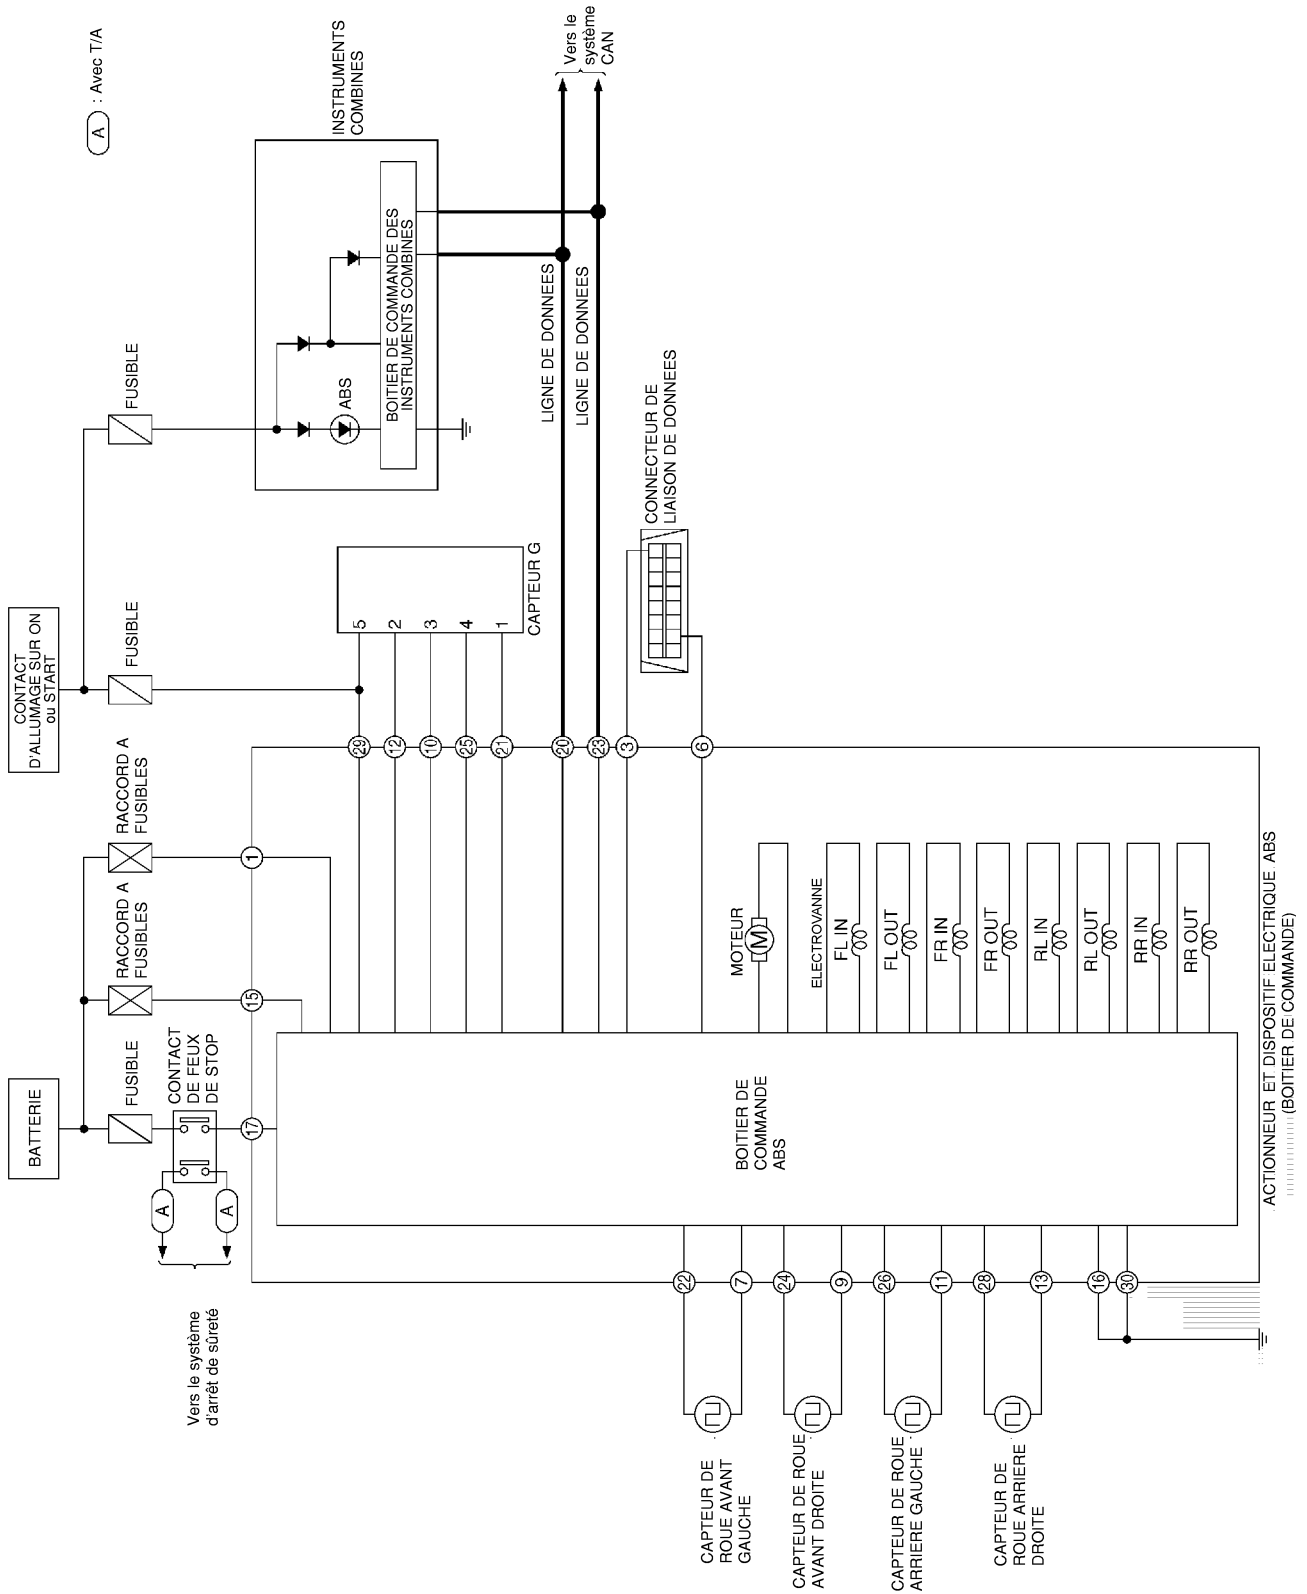 BATTERIE
CONTACT
D'ALLUMAGE SUR ON
ou START
A : Avec T/A
FUSIBLE
RACCORD A
FUSIBLES
RACCORD A
FUSIBLES
FUSIBLE
FUSIBLE
CONTACT
DE FEUX
DE STOP
A
A
Vers le système
d'arrêt de sûreté
17
15
1
INSTRUMENTS
COMBINES
ABS
BOITIER DE COMMANDE DES
INSTRUMENTS COMBINES
5
2
3
4
1
CAPTEUR G
29
12
10
25
21
20
23
3
6
LIGNE DE DONNEES
LIGNE DE DONNEES
Vers le
système
CAN
CONNECTEUR DE
LIAISON DE DONNEES
BOITIER DE
COMMANDE
ABS
MOTEUR
M
ELECTROVANNE
FL IN
FL OUT
FR IN
FR OUT
RL IN
RL OUT
RR IN
RR OUT
22
7
24
9
26
11
28
13
16
30
CAPTEUR DE
ROUE AVANT
GAUCHE
CAPTEUR DE ROUE
AVANT DROITE
CAPTEUR DE ROUE
ARRIERE GAUCHE
CAPTEUR DE
ROUE ARRIERE
DROITE
ACTIONNEUR ET DISPOSITIF ELECTRIQUE ABS
(BOITIER DE COMMANDE)